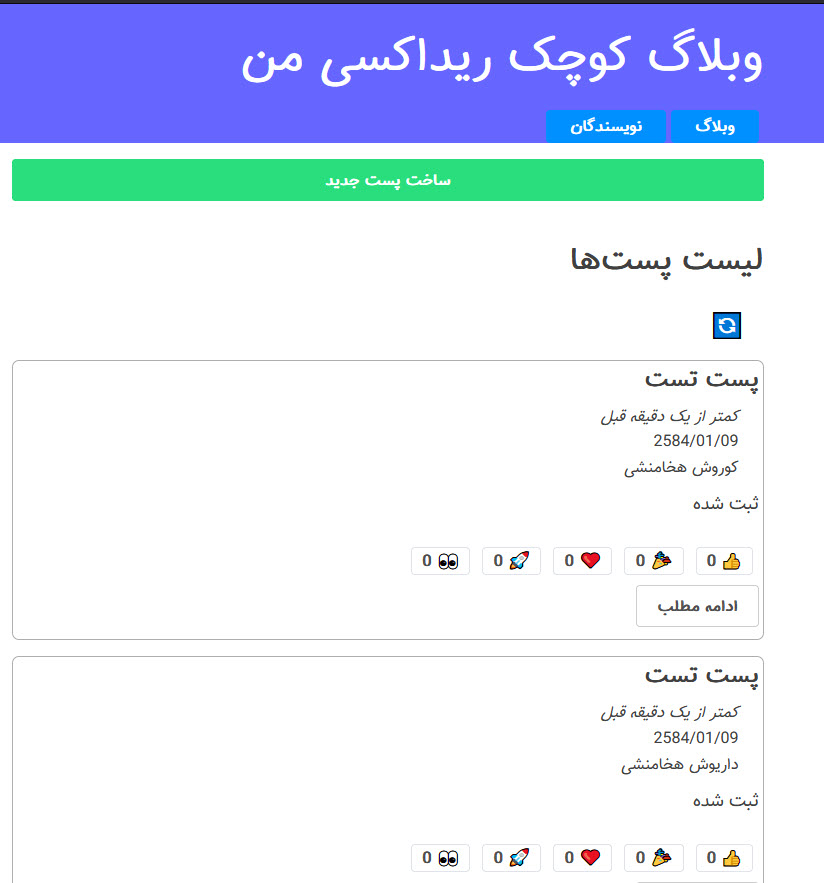 وبلاگ کوچک ریداکسی من
وبلاگ نویسندگان
ساخت پست جدید
لیست پست‌ها
پست تست
کمتر از یک دقیقه قبل
2584/01/09
کوروش هخامنشی
ثبت شده
👍 0 🎉 0 ❤️ 0 🚀 0 👀 0
ادامه مطلب
پست تست
کمتر از یک دقیقه قبل
2584/01/09
داریوش هخامنشی
ثبت شده
👍 0 🎉 0 ❤️ 0 🚀 0 👀 0